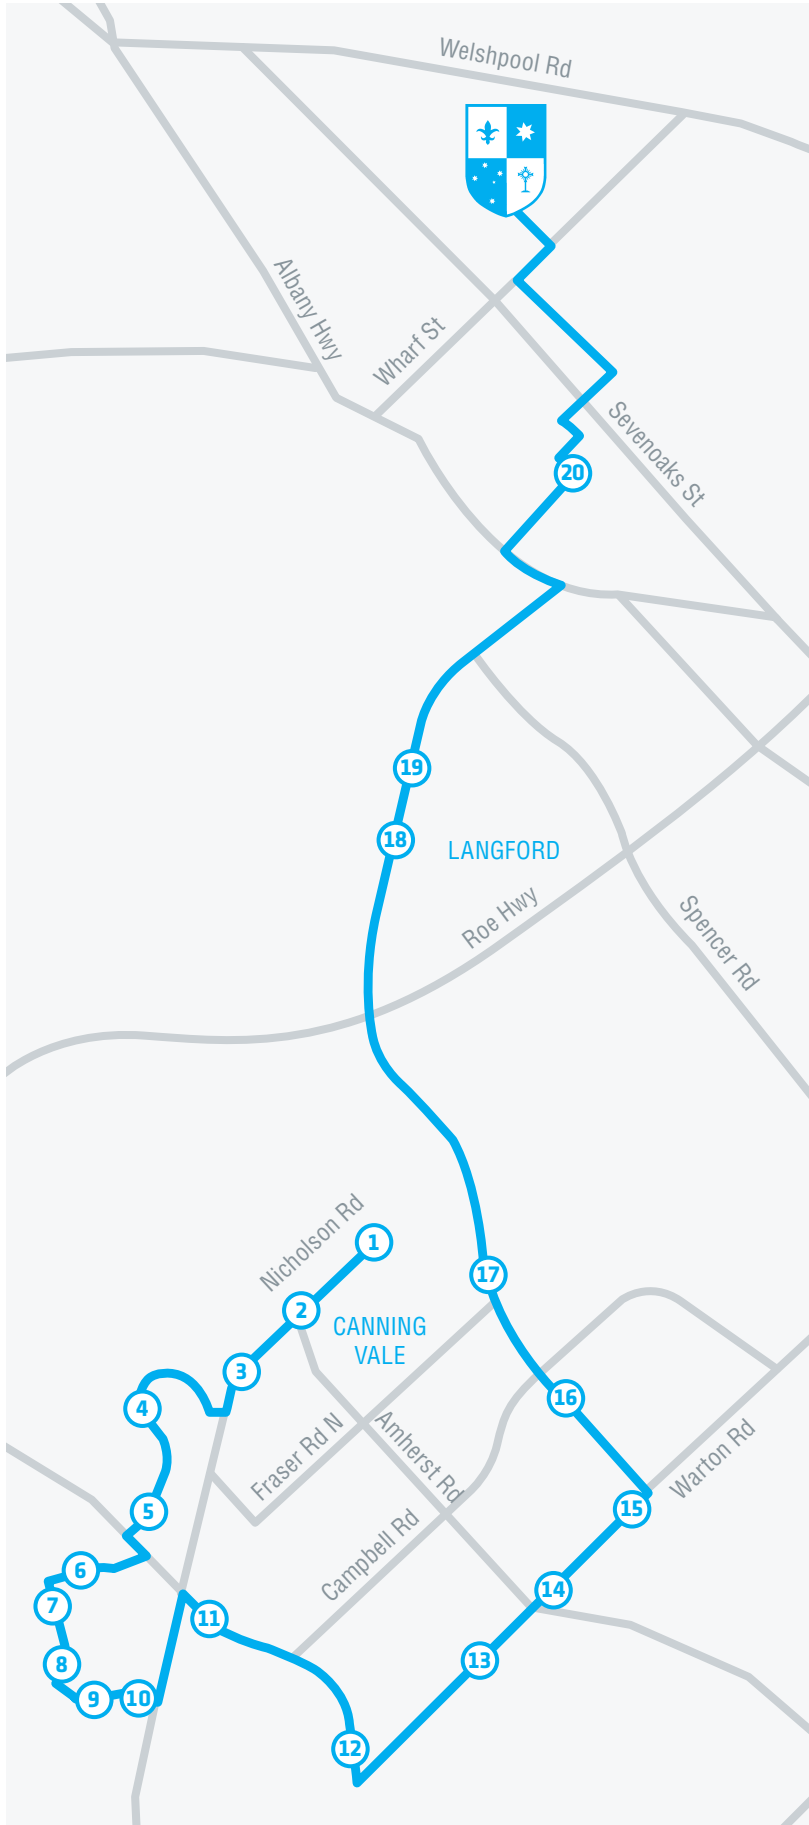 Welshpool Rd
Albany Hwy
Wharf St
Sevenoaks St
20
19
18
LANGFORD
Roe Hwy
Spencer Rd
Nicholson Rd
1
17
2
CANNING
VALE
3
4
16
Fraser Rd N
Amherst Rd
Warton Rd
5
15
Campbell Rd
6
14
7
11
13
8
9
10
12